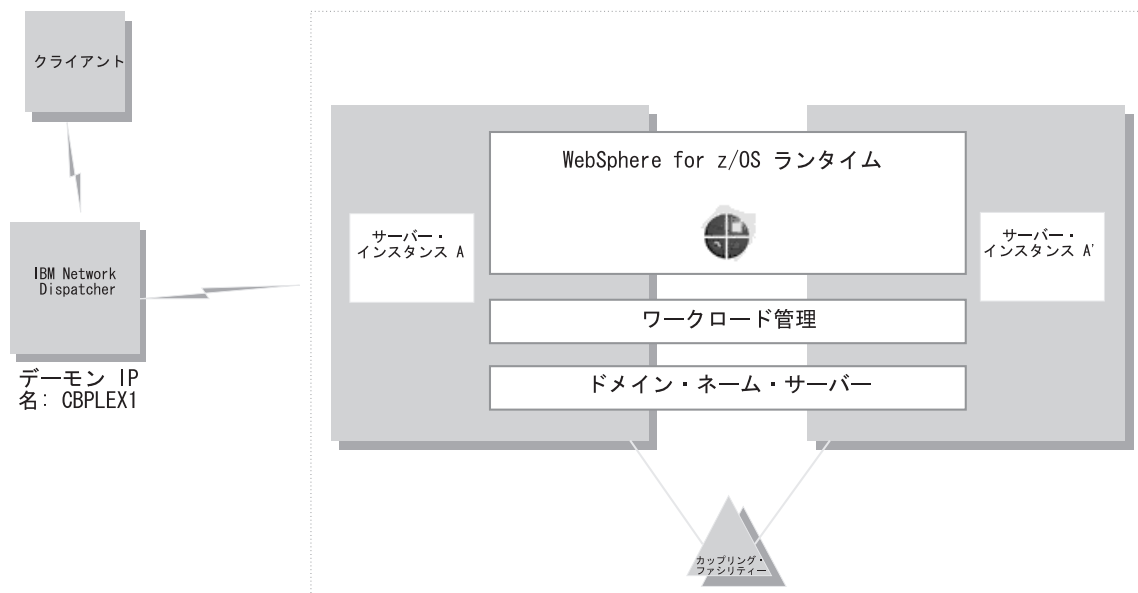 クライアント
IBM Network
Dispatcher
デーモン IP
名: CBPLEX1
WebSphere for z/OS ランタイム
サーバー・
インスタンス A
サーバー・
インスタンス A'
ワークロード管理
ドメイン・ネーム・サーバー
カップリング・
ファシリティー